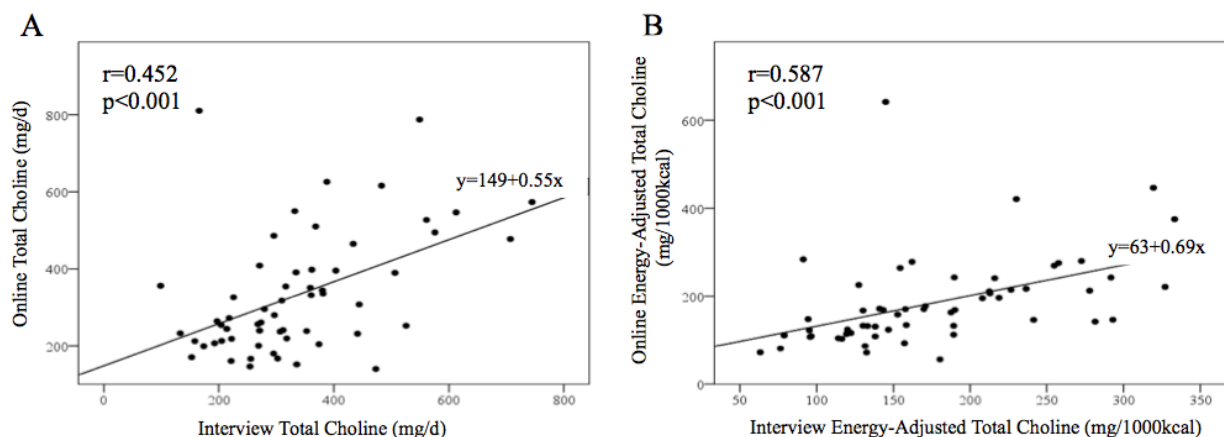 A
r=0.452
p<0.001
Online Total Choline (mg/d)
800
600
400
200
y=149+0.55x
0
200
400
600
800
Interview Total Choline (mg/d)
B
r=0.587
p<0.001
Online Energy-Adjusted Total Choline
(mg/1000kcal)
600
400
200
0
y=63+0.69x
50
100
150
200
250
300
350
Interview Energy-Adjusted Total Choline (mg/1000kcal)